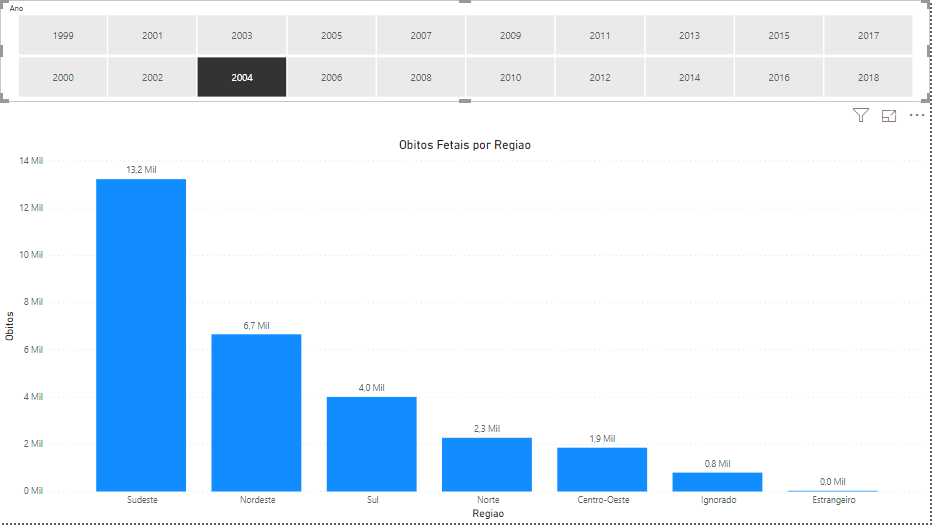 Ano
1999 2001 2003 2005 2007 2009 2011 2013 2015 2017
2000 2002 2004 2006 2008 2010 2012 2014 2016 2018
Obitos Fetais por Regiao
14 Mil
13,2 Mil
12 Mil
10 Mil
8 Mil
6,7 Mil
6 Mil
4,0 Mil
4 Mil
2,3 Mil
1,9 Mil
2 Mil
0,8 Mil
0,0 Mil
0 Mil
Obitos
Sudeste Nordeste Sul Norte Centro-Oeste Ignorado Estrangeiro
Regiao